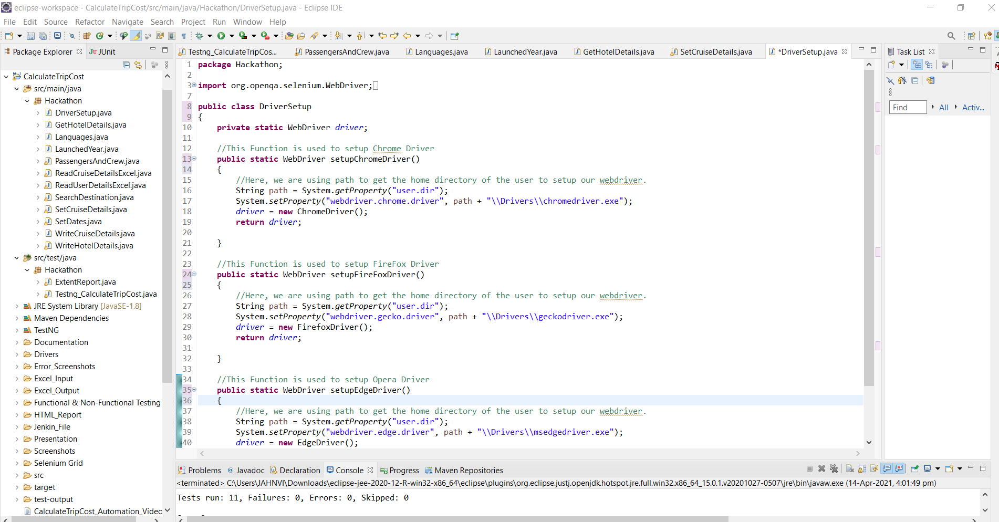 eclipse-workspace - CalculateTripCost/src/main/java/Hackathon/DriverSetup.java - Eclipse IDE
File Edit Source Refactor Navigate Search Project Run Window Help
Package Explorer JUnit
CalculateTripCost
src/main/java
Hackathon
DriverSetup.java
GetHotelDetails.java
Languages.java
LaunchedYear.java
PassengersAndCrew.java
ReadCruiseDetailsExcel.java
ReadUserDetailsExcel.java
SearchDestination.java
SetCruiseDetails.java
SetDates.java
WriteCruiseDetails.java
WriteHotelDetails.java
src/test/java
Hackathon
ExtentReport.java
Testng_CalculateTripCost.java
JRE System Library [JavaSE-1.8]
Maven Dependencies
TestNG
Documentation
Drivers
Error_Screenshots
Excel_Input
Excel_Output
Functional & Non-Functional Testing
HTML_Report
Jenkin_File
Presentation
Screenshots
Selenium Grid
src
target
test-output
CalculateTripCost_Automation_Videc
Testng_CalculateTripCos... PassengersAndCrew.java Languages.java LaunchedYear.java GetHotelDetails.java SetCruiseDetails.java *DriverSetup.java
1 package Hackathon;
2
3 import org.openqa.selenium.WebDriver;
7
8 public class DriverSetup
9 {
10 private static WebDriver driver;
11
12 //This Function is used to setup Chrome Driver
13 public static WebDriver setupChromeDriver()
14 {
15 //Here, we are using path to get the home directory of the user to setup our webdriver.
16 String path = System.getProperty("user.dir");
17 System.setProperty("webdriver.chrome.driver", path + "\\Drivers\\chromedriver.exe");
18 driver = new ChromeDriver();
19 return driver;
20
21 }
22
23 //This Function is used to setup FireFox Driver
24 public static WebDriver setupFireFoxDriver()
25 {
26 //Here, we are using path to get the home directory of the user to setup our webdriver.
27 String path = System.getProperty("user.dir");
28 System.setProperty("webdriver.gecko.driver", path + "\\Drivers\\geckodriver.exe");
29 driver = new FirefoxDriver();
30 return driver;
31
32 }
33
34 //This Function is used to setup Opera Driver
35 public static WebDriver setupEdgeDriver()
36 {
37 //Here, we are using path to get the home directory of the user to setup our webdriver.
38 String path = System.getProperty("user.dir");
39 System.setProperty("webdriver.edge.driver", path + "\\Drivers\\msedgedriver.exe");
40 driver = new EdgeDriver();
Task List
Find All Activ...
Problems @ Javadoc Declaration Console Progress Maven Repositories
<terminated> C:\Users\JAHNVI\Downloads\eclipse-jee-2020-12-R-win32-x86_64\eclipse\plugins\org.eclipse.justj.openjdk.hotspot.jre.full.win32.x86_64_15.0.1.v20201027-0507\jre\bin\javaw.exe (14-Apr-2021, 4:01:49 pm)
Tests run: 11, Failures: 0, Errors: 0, Skipped: 0